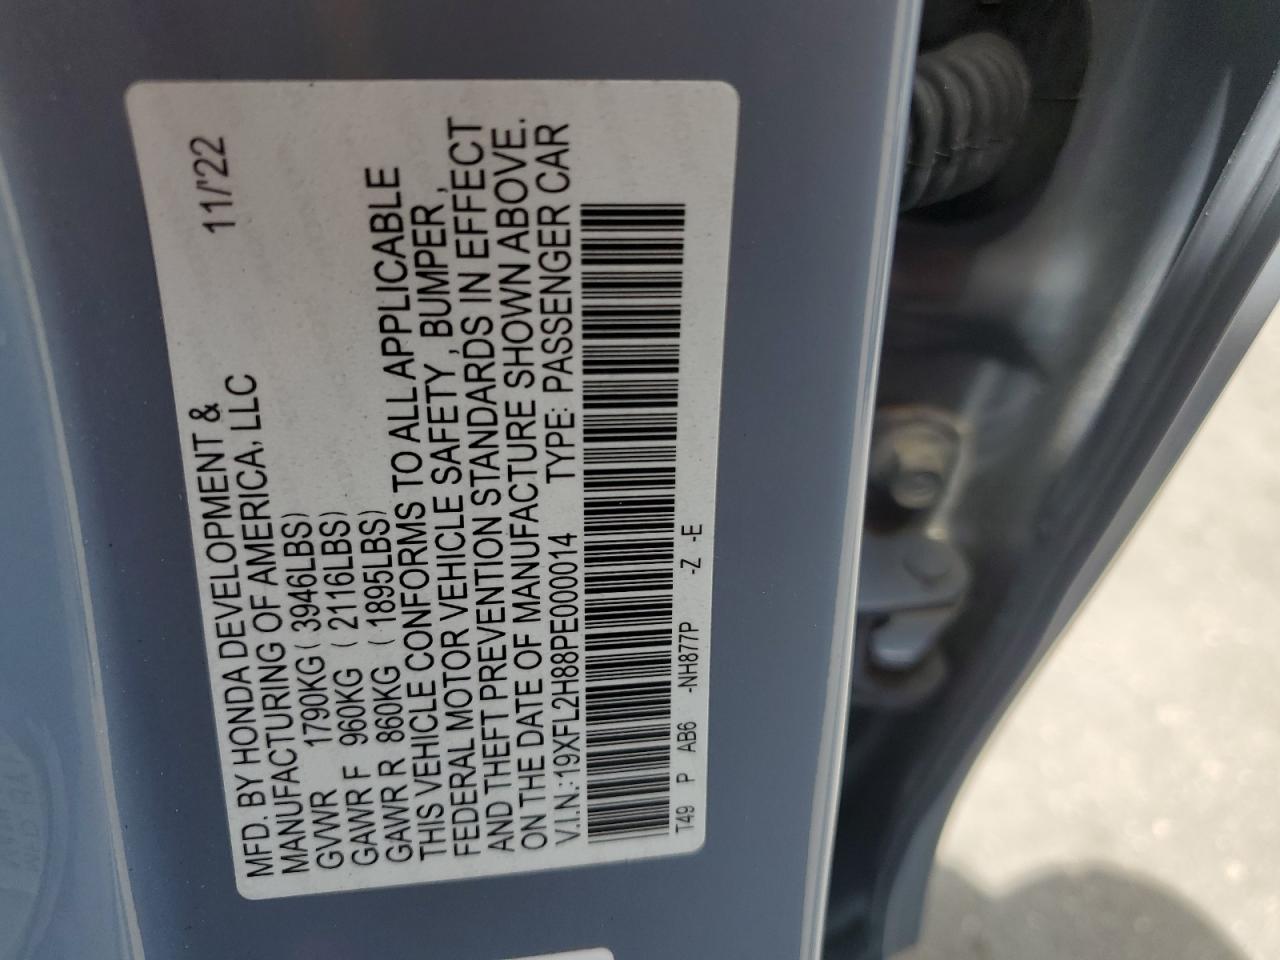 MFD. BY HONDA DEVELOPMENT & 11/'22
MANUFACTURING OF AMERICA, LLC
GVWR 1790KG ( 3946LBS)
GAWR F 960KG ( 2116LBS)
GAWR R 860KG ( 1895LBS)
THIS VEHICLE CONFORMS TO ALL APPLICABLE
FEDERAL MOTOR VEHICLE SAFETY , BUMPER ,
AND THEFT PREVENTION STANDARDS IN EFFECT
ON THE DATE OF MANUFACTURE SHOWN ABOVE.
V.I.N.:19XFL2H88PE000014 TYPE: PASSENGER CAR
T49 P AB6 -NH877P -Z -E